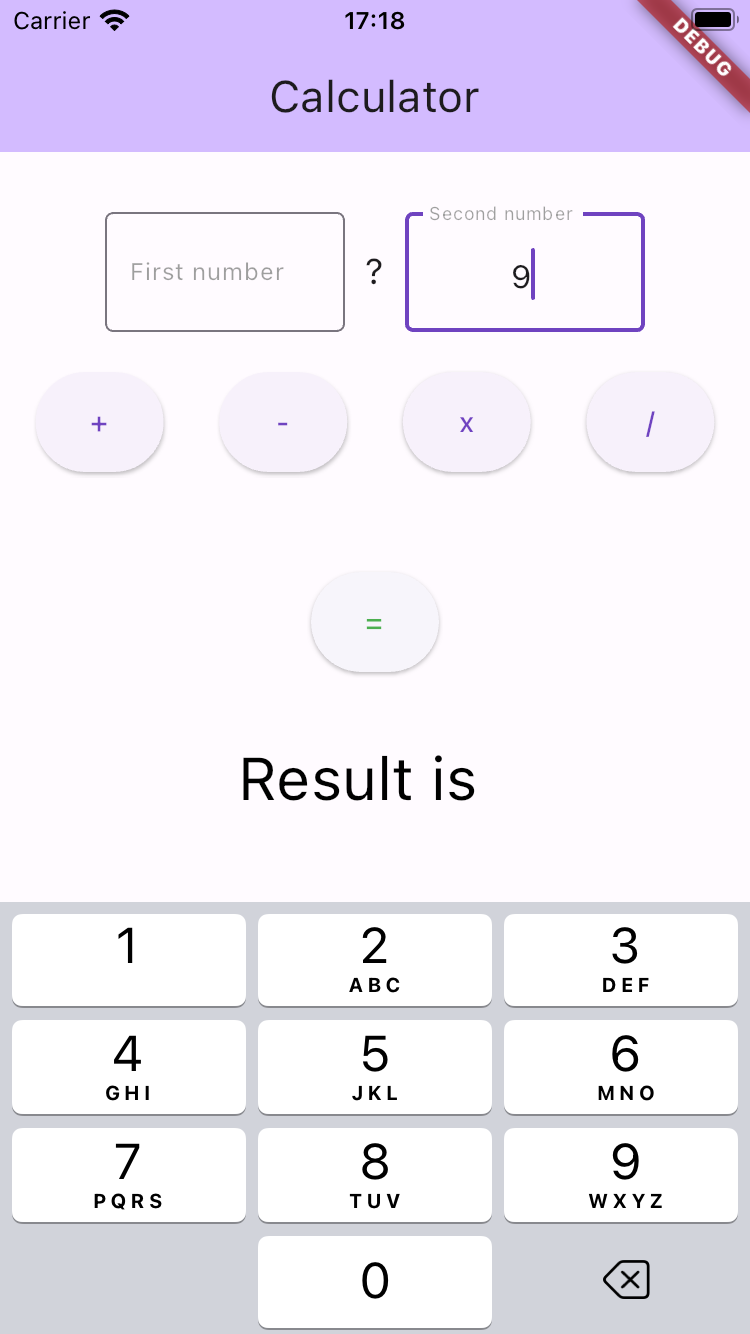 Carrier 17:18
DEBUG
Calculator
Second number
First number ? 9
+ - x /
=
Result is
1 2 3
ABC DEF
4 5 6
GHI JKL MNO
7 8 9
PQRS TUV WXYZ
0